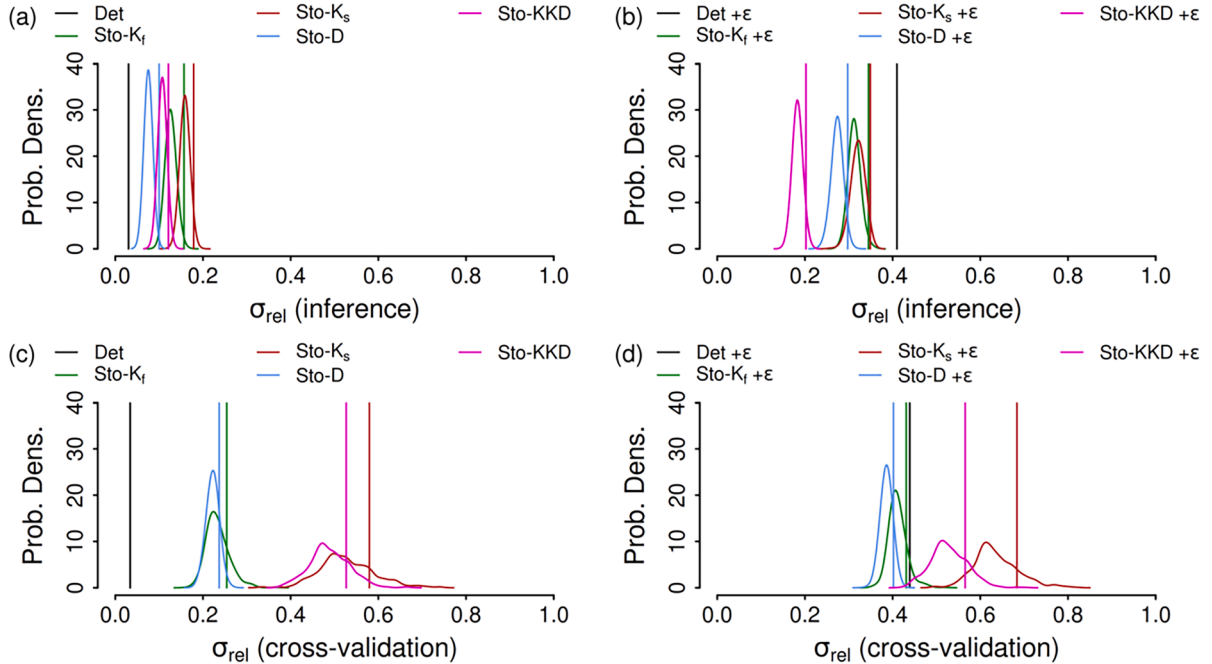 (a) Det Sto-Ks Sto-KKD
Sto-Kf Sto-D
Prob. Dens.
40
30
20
10
0
0.0 0.2 0.4 0.6 0.8 1.0
σrel (inference)
(b) Det +ε Sto-Ks +ε Sto-KKD +ε
Sto-Kf +ε Sto-D +ε
Prob. Dens.
40
30
20
10
0
0.0 0.2 0.4 0.6 0.8 1.0
σrel (inference)
(c) Det Sto-Ks Sto-KKD
Sto-Kf Sto-D
Prob. Dens.
40
30
20
10
0
0.0 0.2 0.4 0.6 0.8 1.0
σrel (cross-validation)
(d) Det +ε Sto-Ks +ε Sto-KKD +ε
Sto-Kf +ε Sto-D +ε
Prob. Dens.
40
30
20
10
0
0.0 0.2 0.4 0.6 0.8 1.0
σrel (cross-validation)